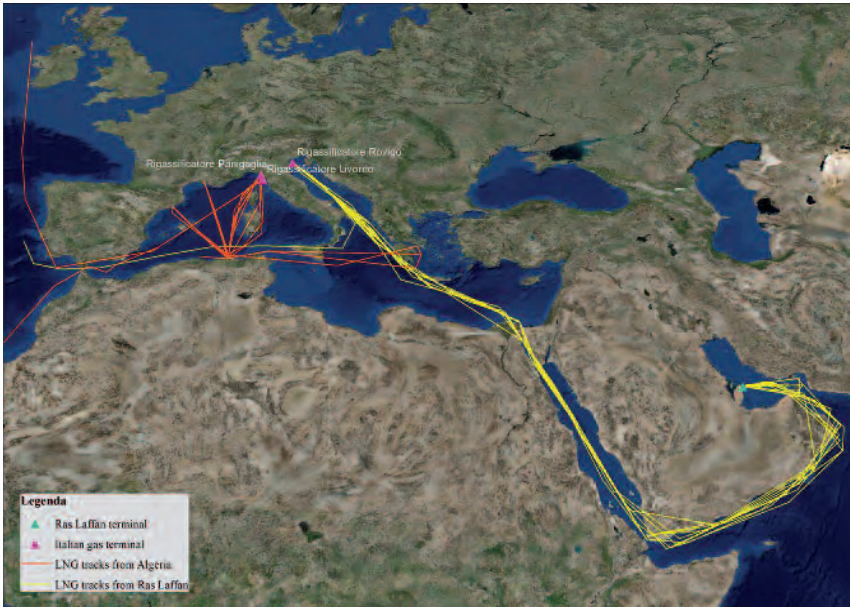 Rigassificatore Rovigo
Rigassificatore Panigaglia
Rigassificatore Livorno
Legenda
Ras Laffan terminal
Italian gas terminal
LNG tracks from Algeria
LNG tracks from Ras Laffan